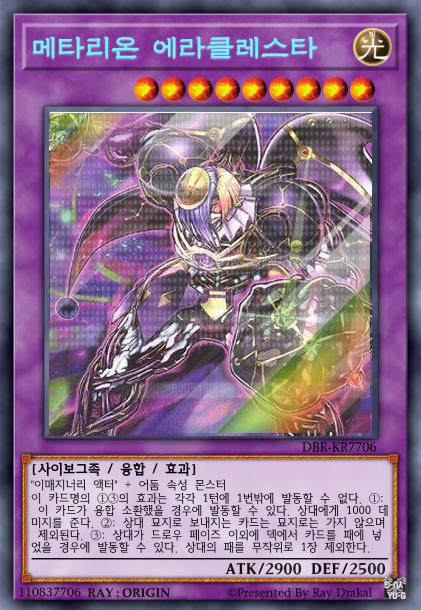 메타리온 에라클레스타
빛
光
DBR-KR7706
[사이보그족 / 융합 / 효과]
"이매지너리 액터" + 어둠 속성 몬스터
이 카드명의 ①③의 효과는 각각 1턴에 1번밖에 발동할 수 없다. ①:
이 카드가 융합 소환했을 경우에 발동할 수 있다. 상대에게 1000 데
미지를 준다. ②: 상대 묘지로 보내지는 카드는 묘지로는 가지 않으며
제외된다. ③: 상대가 드로우 페이즈 이외에 덱에서 카드를 패에 넣
었을 경우에 발동할 수 있다. 상대의 패를 무작위로 1장 제외한다.
ATK/2900 DEF/2500
110837706 RAY : ORIGIN ©Presented By Ray Drakal